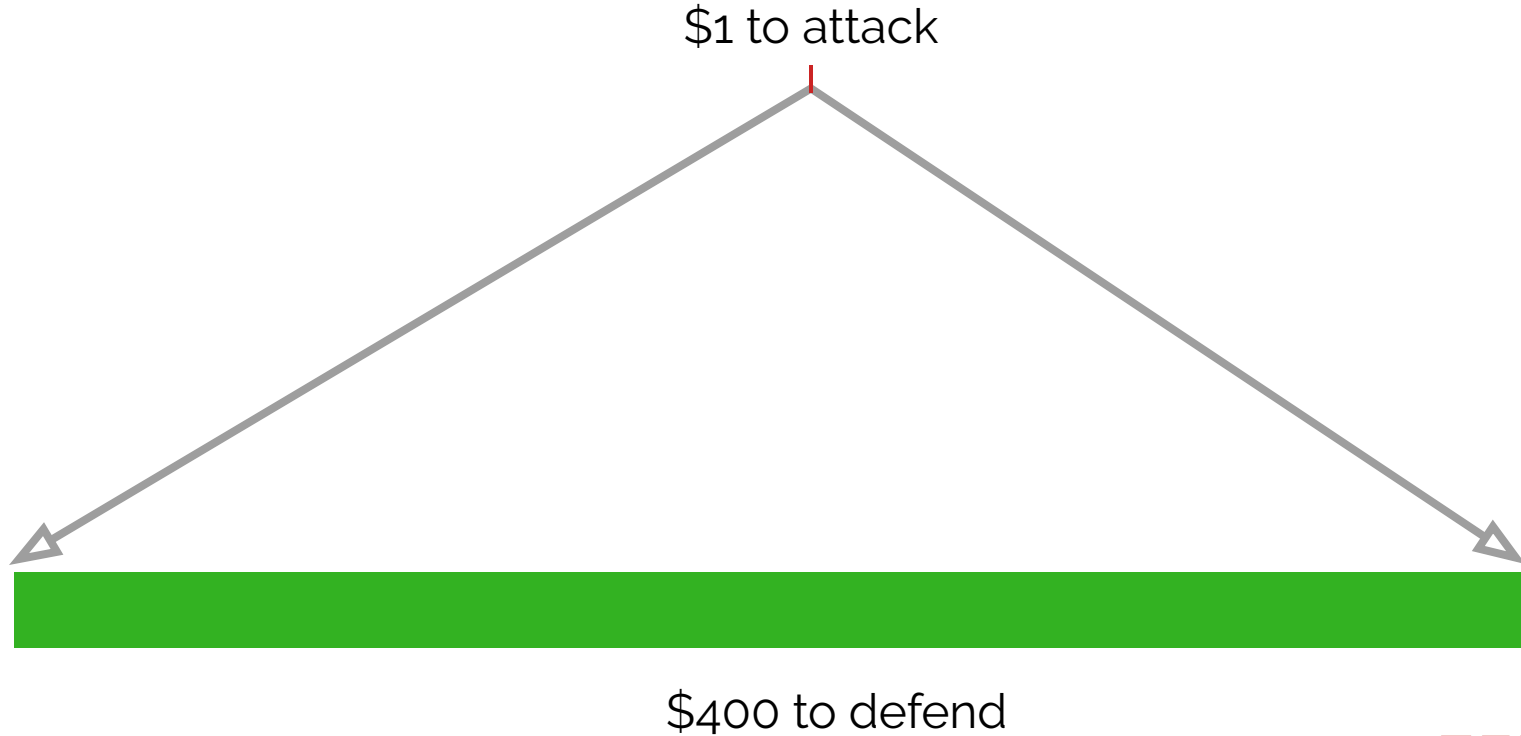 $1 to attack
$400 to defend